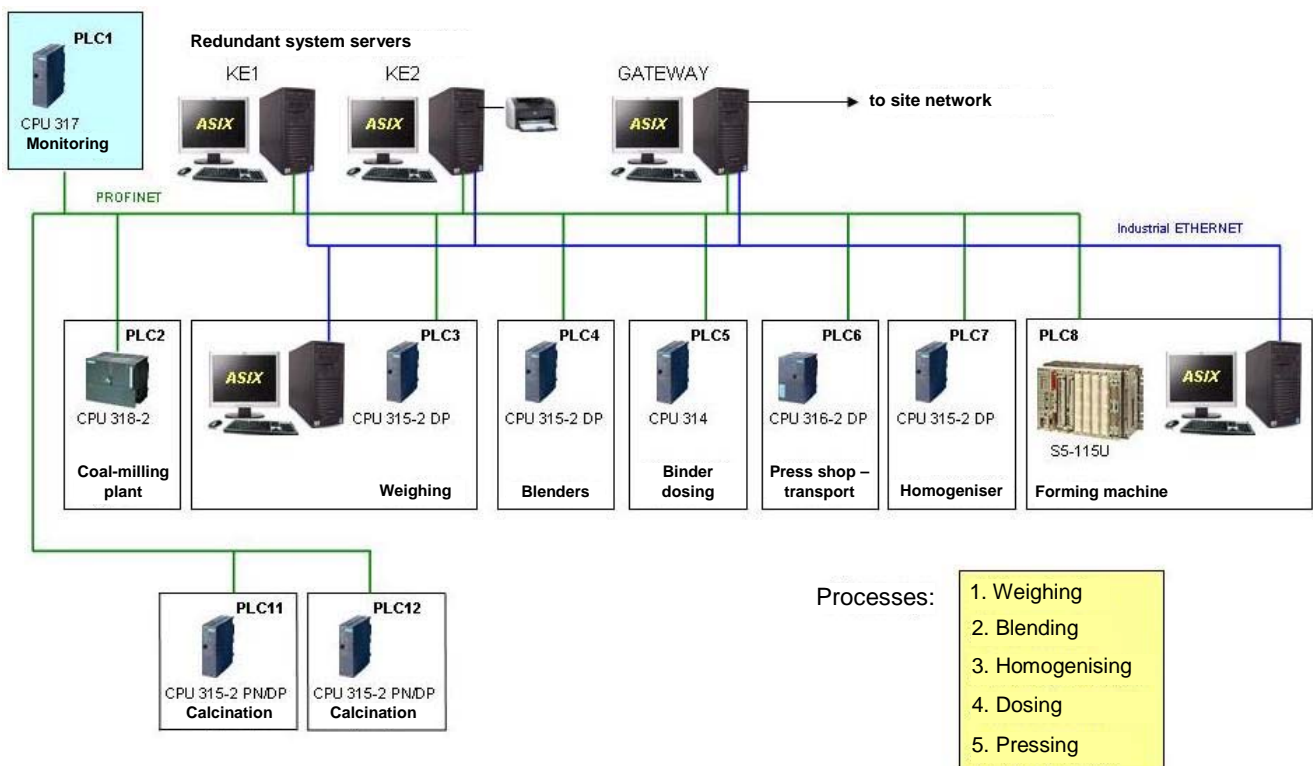 PLC1
CPU 317
Monitoring
Redundant system servers
KE1
KE2
GATEWAY
ASIX
ASIX
ASIX
to site network
PROFINET
Industrial ETHERNET
PLC2
CPU 318-2
Coal-milling
plant
PLC3
ASIX
CPU 315-2 DP
Weighing
PLC4
CPU 315-2 DP
Blenders
PLC5
CPU 314
Binder
dosing
PLC6
CPU 316-2 DP
Press shop –
transport
PLC7
CPU 315-2 DP
Homogeniser
PLC8
ASIX
S5-115U
Forming machine
PLC11
CPU 315-2 PN/DP
Calcination
PLC12
CPU 315-2 PN/DP
Calcination
Processes:
1. Weighing
2. Blending
3. Homogenising
4. Dosing
5. Pressing